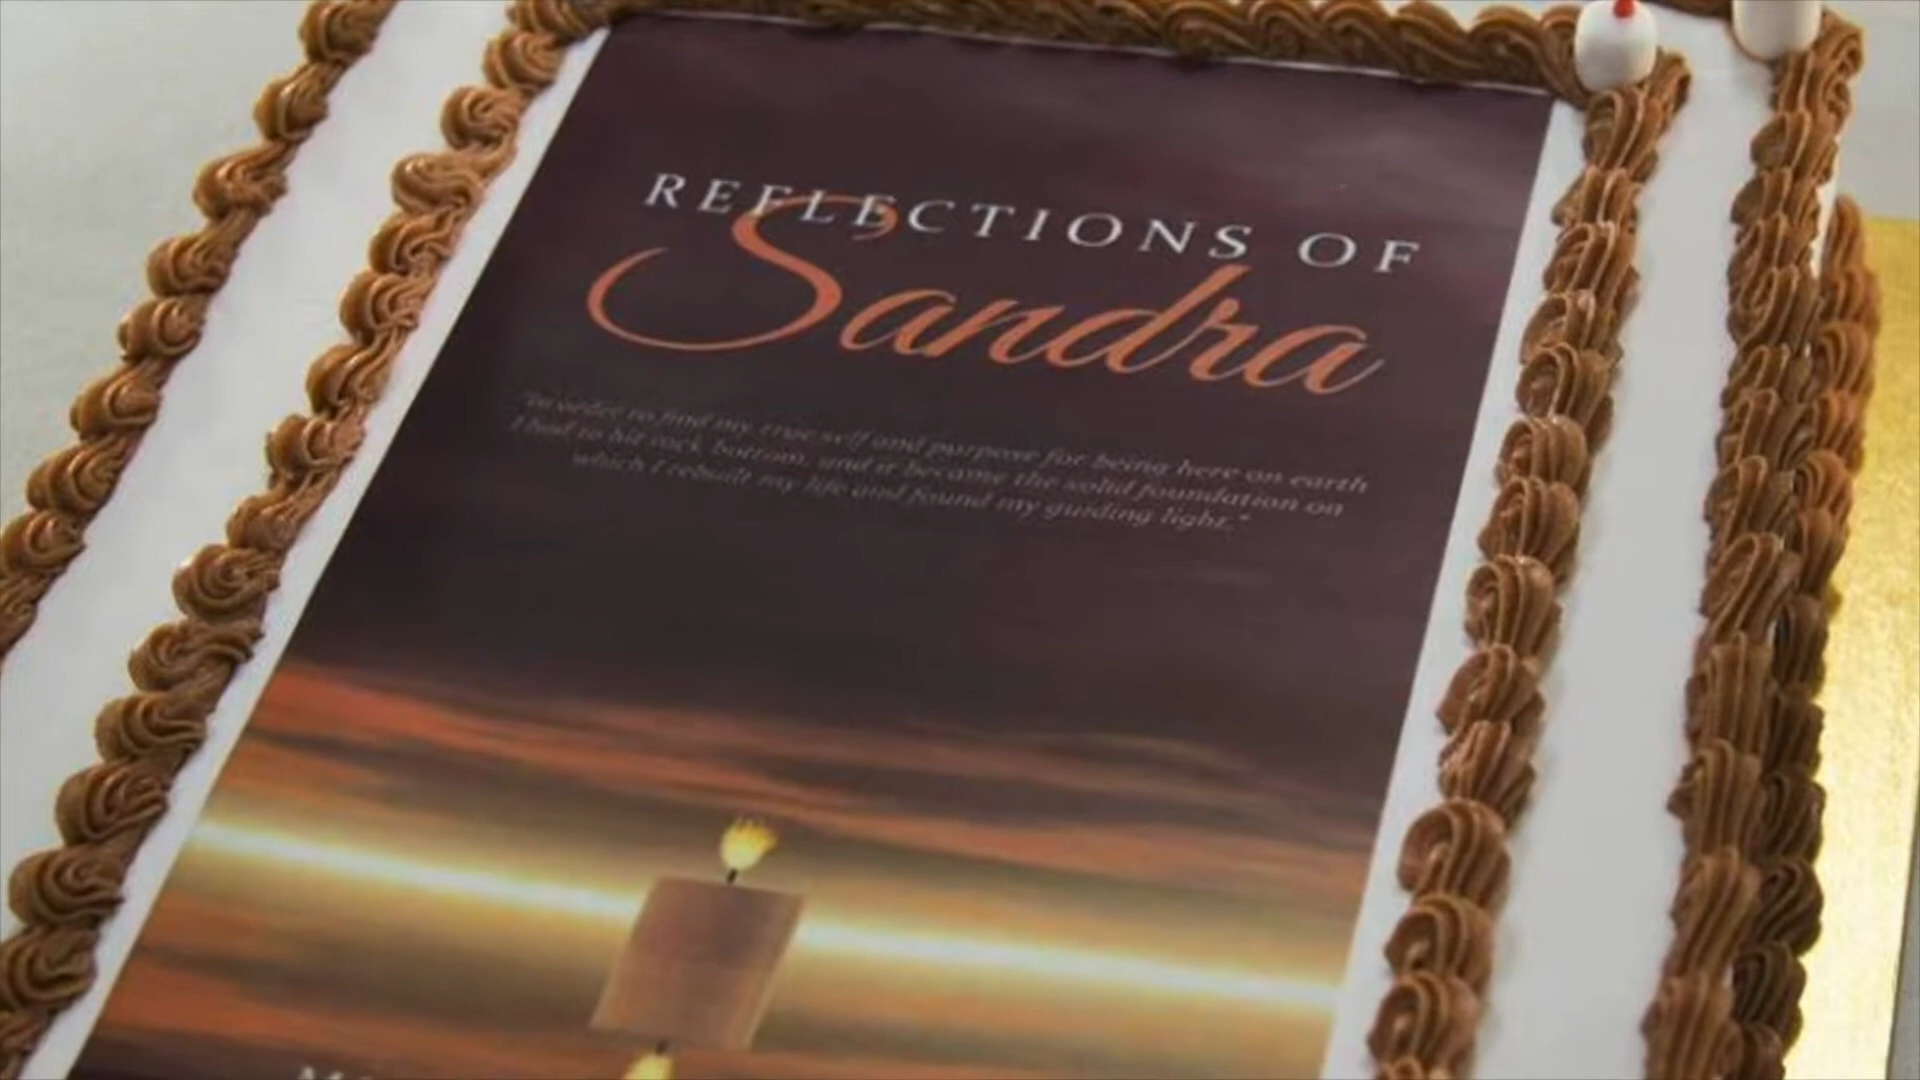 REFLECTIONS OF
Sandra
"In order to find my true self and purpose for being here on earth
I had to hit rock bottom, and it became the solid foundation on
which I rebuilt my life and found my guiding light."